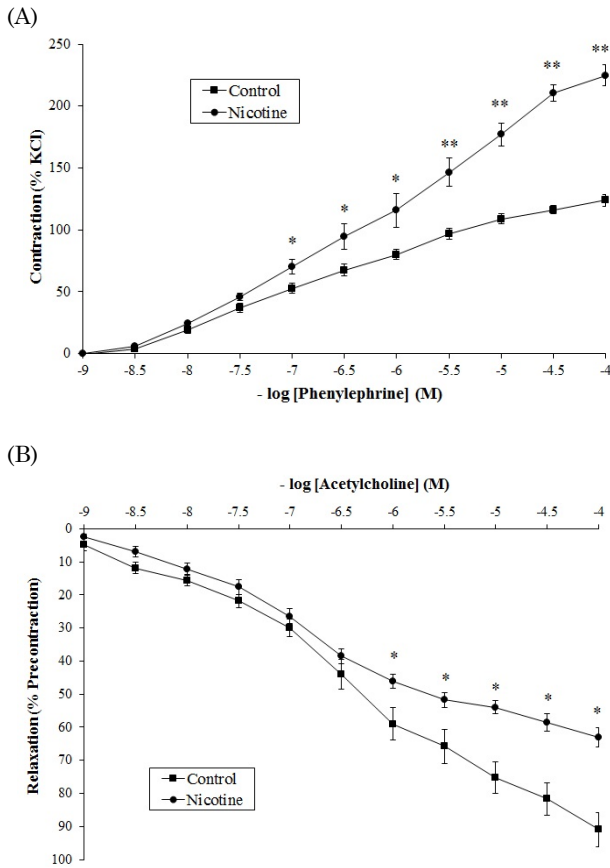 (A)
Contraction (% KCl)
250
200
150
100
50
0
Control
Nicotine
*
*
*
**
**
**
**
-9 -8.5 -8 -7.5 -7 -6.5 -6 -5.5 -5 -4.5 -4
- log [Phenylephrine] (M)
(B)
- log [Acetylcholine] (M)
-9 -8.5 -8 -7.5 -7 -6.5 -6 -5.5 -5 -4.5 -4
Relaxation (% Precontraction)
0
10
20
30
40
50
60
70
80
90
100
*
*
*
*
*
Control
Nicotine